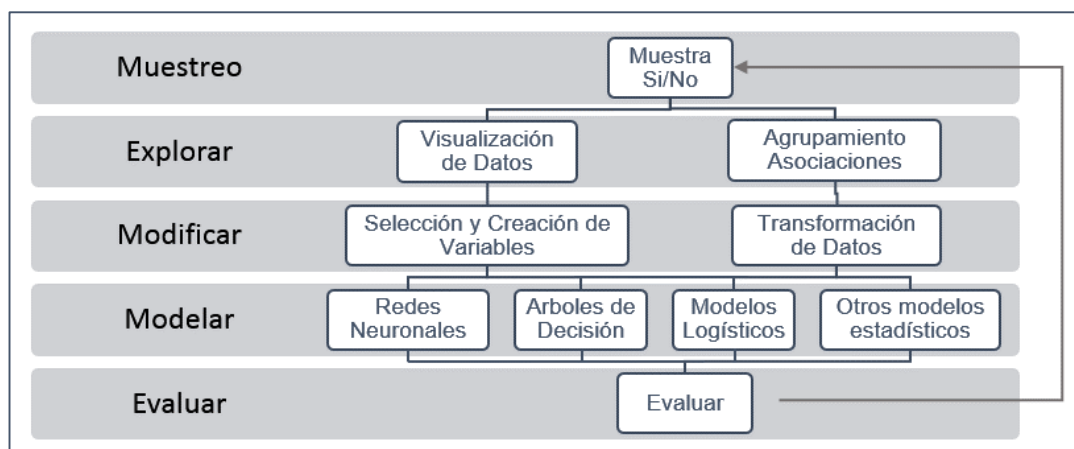 Muestreo
Muestra
Si/No
Explorar
Visualización
de Datos
Agrupamiento
Asociaciones
Modificar
Selección y Creación de
Variables
Transformación
de Datos
Modelar
Redes
Neuronales
Arboles de
Decisión
Modelos
Logísticos
Otros modelos
estadísticos
Evaluar
Evaluar